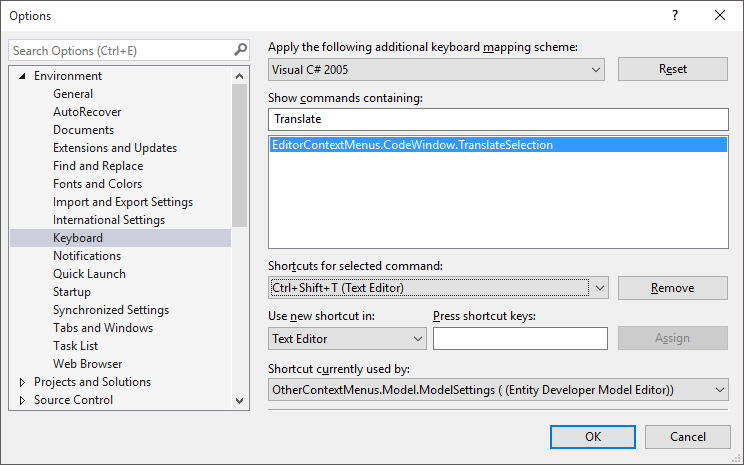 Options
Search Options (Ctrl+E)
Environment
General
AutoRecover
Documents
Extensions and Updates
Find and Replace
Fonts and Colors
Import and Export Settings
International Settings
Keyboard
Notifications
Quick Launch
Startup
Synchronized Settings
Tabs and Windows
Task List
Web Browser
Projects and Solutions
Source Control
Apply the following additional keyboard mapping scheme:
Visual C# 2005
Reset
Show commands containing:
Translate
EditorContextMenus.CodeWindow.TranslateSelection
Shortcuts for selected command:
Ctrl+Shift+T (Text Editor)
Remove
Use new shortcut in:
Press shortcut keys:
Text Editor
Assign
Shortcut currently used by:
OtherContextMenus.Model.ModelSettings ( (Entity Developer Model Editor))
OK
Cancel